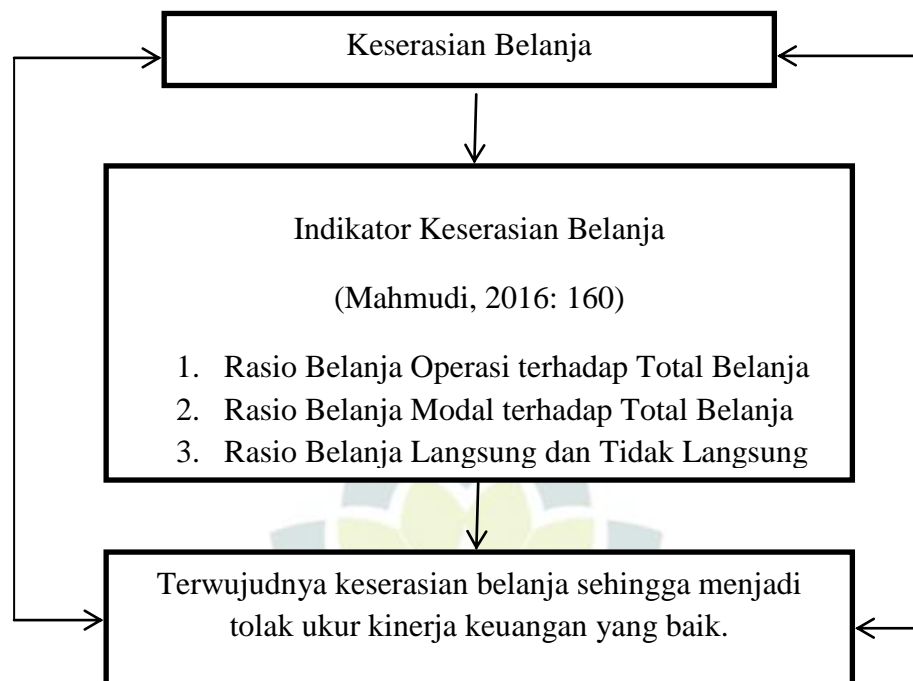 Keserasian Belanja
Indikator Keserasian Belanja
(Mahmudi, 2016: 160)
1. Rasio Belanja Operasi terhadap Total Belanja
2. Rasio Belanja Modal terhadap Total Belanja
3. Rasio Belanja Langsung dan Tidak Langsung
Terwujudnya keserasian belanja sehingga menjadi
tolak ukur kinerja keuangan yang baik.